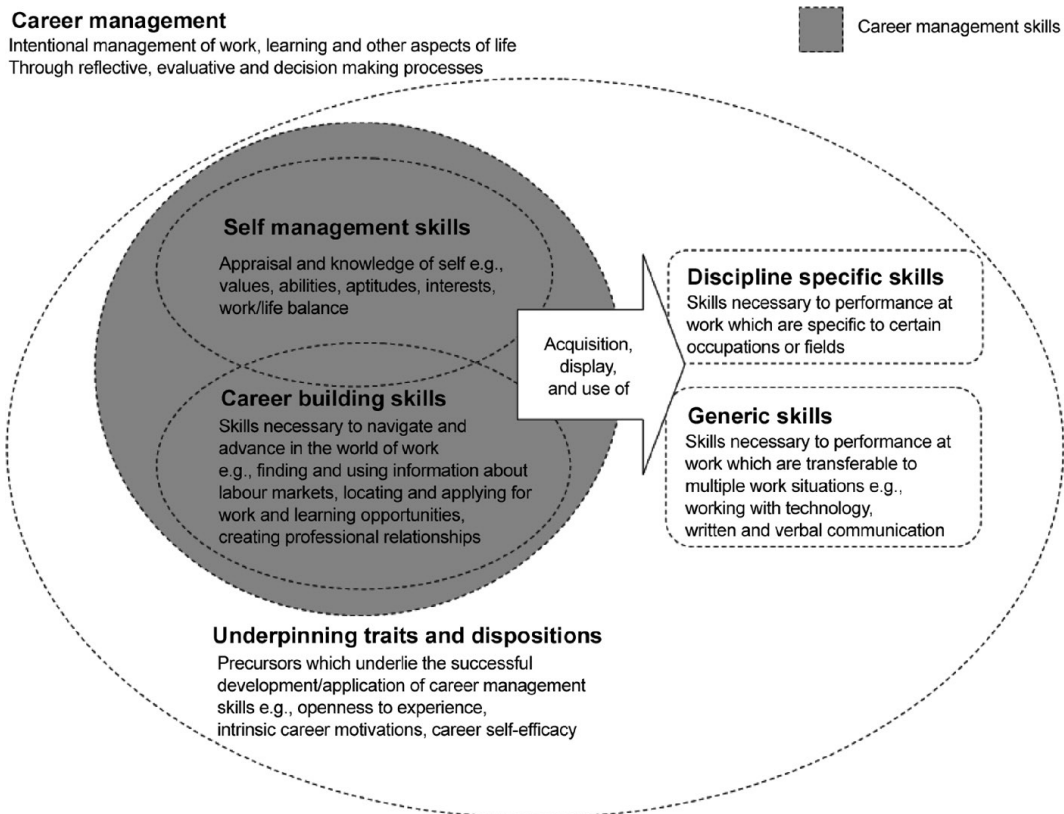 Career management
Intentional management of work, learning and other aspects of life
Through reflective, evaluative and decision making processes
Career management skills
Self management skills
Appraisal and knowledge of self e.g.,
values, abilities, aptitudes, interests,
work/life balance
Career building skills
Skills necessary to navigate and
advance in the world of work
e.g., finding and using information about
labour markets, locating and applying for
work and learning opportunities,
creating professional relationships
Acquisition,
display,
and use of
Discipline specific skills
Skills necessary to performance at
work which are specific to certain
occupations or fields
Generic skills
Skills necessary to performance at
work which are transferable to
multiple work situations e.g.,
working with technology,
written and verbal communication
Underpinning traits and dispositions
Precursors which underlie the successful
development/application of career management
skills e.g., openness to experience,
intrinsic career motivations, career self-efficacy